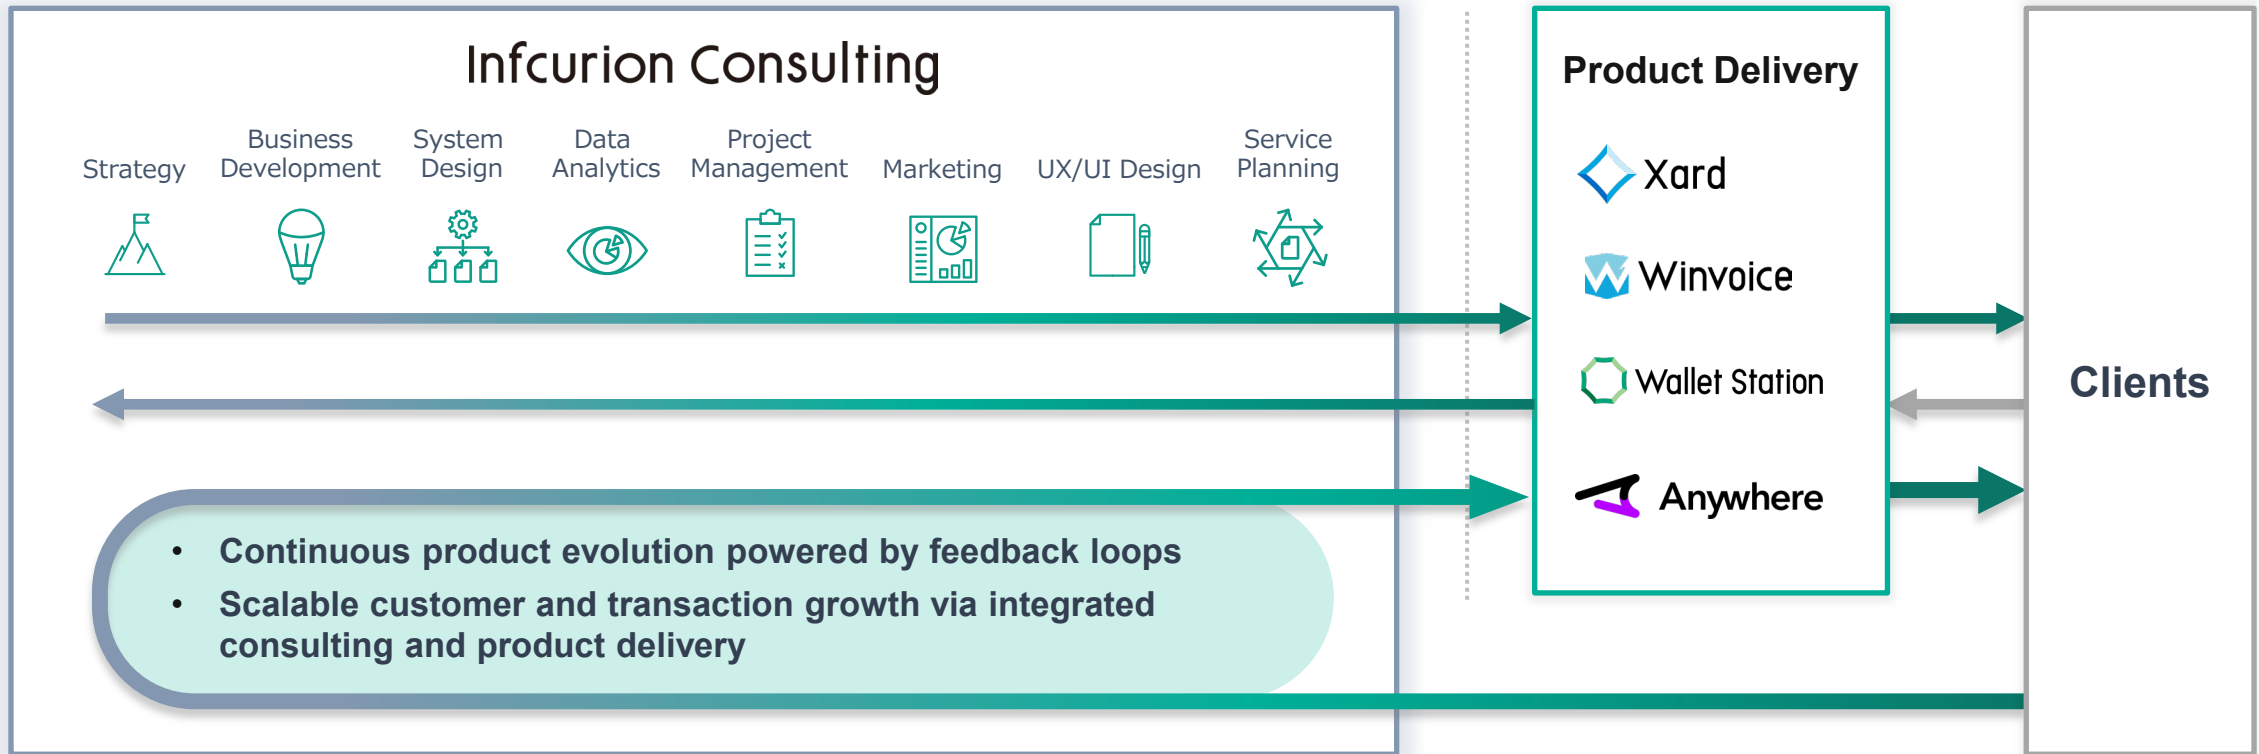 Infcurion Consulting
Strategy
Business
Development
System
Design
Data
Analytics
Project
Management
Marketing
UX/UI Design
Service
Planning
• Continuous product evolution powered by feedback loops
• Scalable customer and transaction growth via integrated
consulting and product delivery
Product Delivery
Xard
Winvoice
Wallet Station
Anywhere
Clients